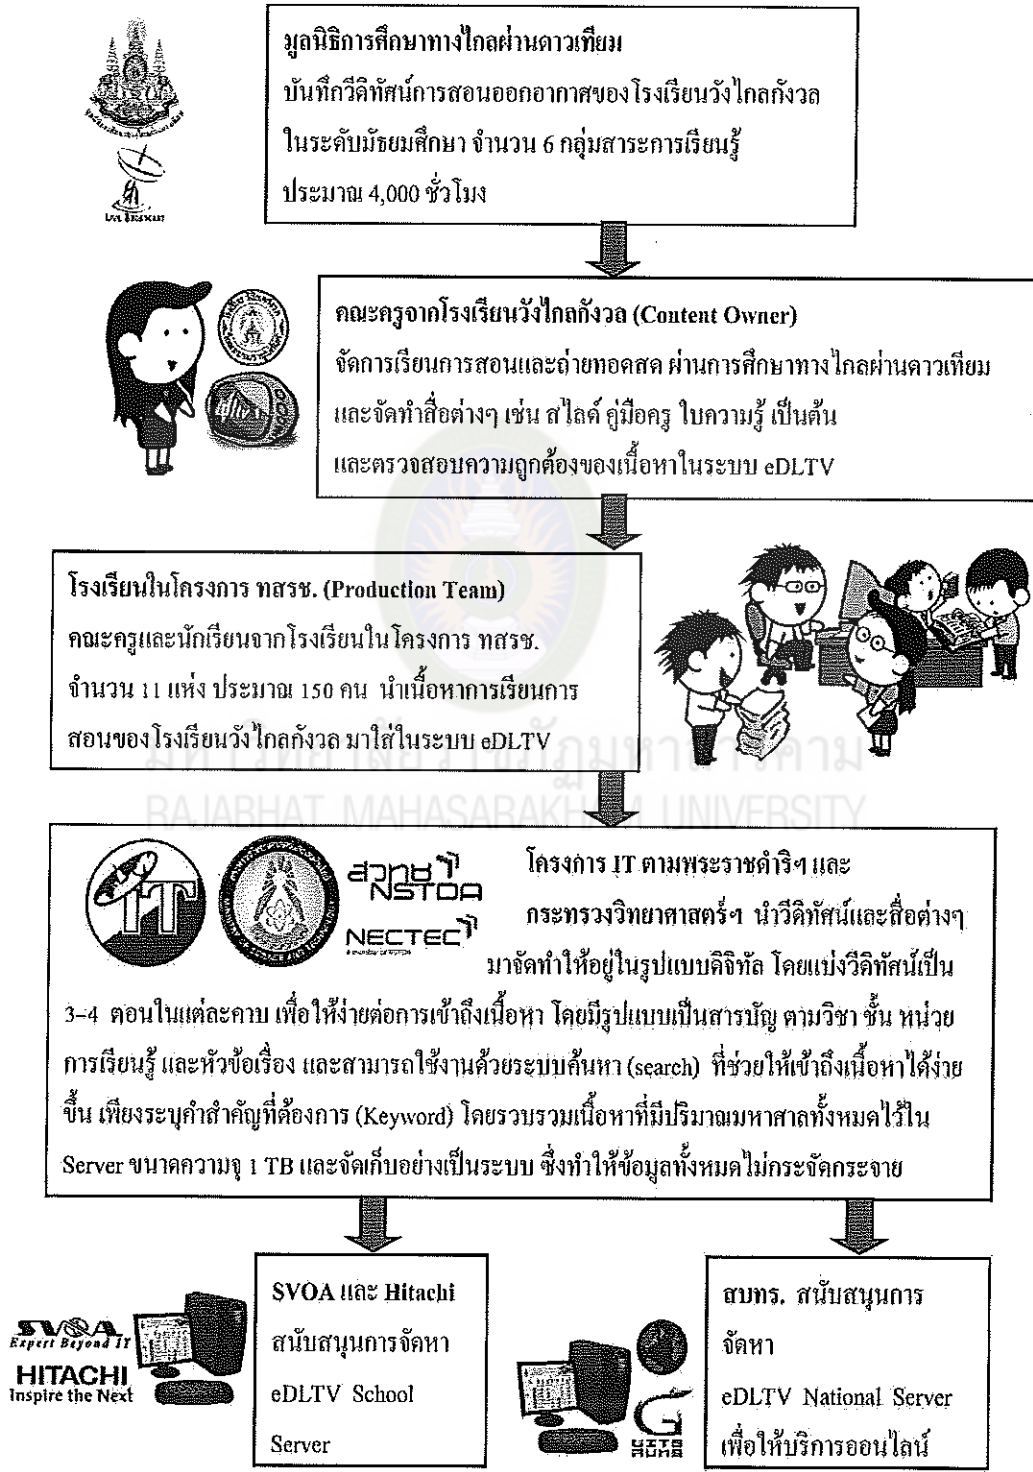 มูลนิธิการศึกษาทางไกลผ่านดาวเทียม
บันทึกวีดิทัศน์การสอนออกอากาศของโรงเรียนวังไกลกังวล
ในระดับมัธยมศึกษา จำนวน 6 กลุ่มสาระการเรียนรู้
ประมาณ 4,000 ชั่วโมง
คณะครูจากโรงเรียนวังไกลกังวล (Content Owner)
จัดการเรียนการสอนและถ่ายทอดสด ผ่านการศึกษาทางไกลผ่านดาวเทียม
และจัดทำสื่อต่างๆ เช่น สไลด์ คู่มือครู ใบความรู้ เป็นต้น
และตรวจสอบความถูกต้องของเนื้อหาในระบบ eDLTV
โรงเรียนในโครงการ ทสรช. (Production Team)
คณะครูและนักเรียนจากโรงเรียนในโครงการ ทสรช.
จำนวน 11 แห่ง ประมาณ 150 คน นำเนื้อหาการเรียนการ
สอนของโรงเรียนวังไกลกังวล มาใส่ในระบบ eDLTV
มหาวิทยาลัยราชภัฏมหาสารคาม
RAJABHAT MAHASARAKHAM UNIVERSITY
IT
สวทช
NSTDA
NECTEC
โครงการ IT ตามพระราชดำริฯ และ
กระทรวงวิทยาศาสตร์ฯ นำวีดิทัศน์และสื่อต่างๆ
มาจัดทำให้อยู่ในรูปแบบดิจิทัล โดยแบ่งวีดิทัศน์เป็น
3–4 ตอนในแต่ละคาบ เพื่อให้ง่ายต่อการเข้าถึงเนื้อหา โดยมีรูปแบบเป็นสารบัญ ตามวิชา ชั้น หน่วย
การเรียนรู้ และหัวข้อเรื่อง และสามารถใช้งานด้วยระบบค้นหา (search) ที่ช่วยให้เข้าถึงเนื้อหาได้ง่าย
ขึ้น เพียงระบุคำสำคัญที่ต้องการ (Keyword) โดยรวบรวมเนื้อหาที่มีปริมาณมหาศาลทั้งหมดไว้ใน
Server ขนาดความจุ 1 TB และจัดเก็บอย่างเป็นระบบ ซึ่งทำให้ข้อมูลทั้งหมดไม่กระจัดกระจาย
SVOA
Expert Beyond IT
HITACHI
Inspire the Next
SVOA และ Hitachi
สนับสนุนการจัดหา
eDLTV School
Server
สบทร. สนับสนุนการ
จัดหา
eDLTV National Server
เพื่อให้บริการออนไลน์